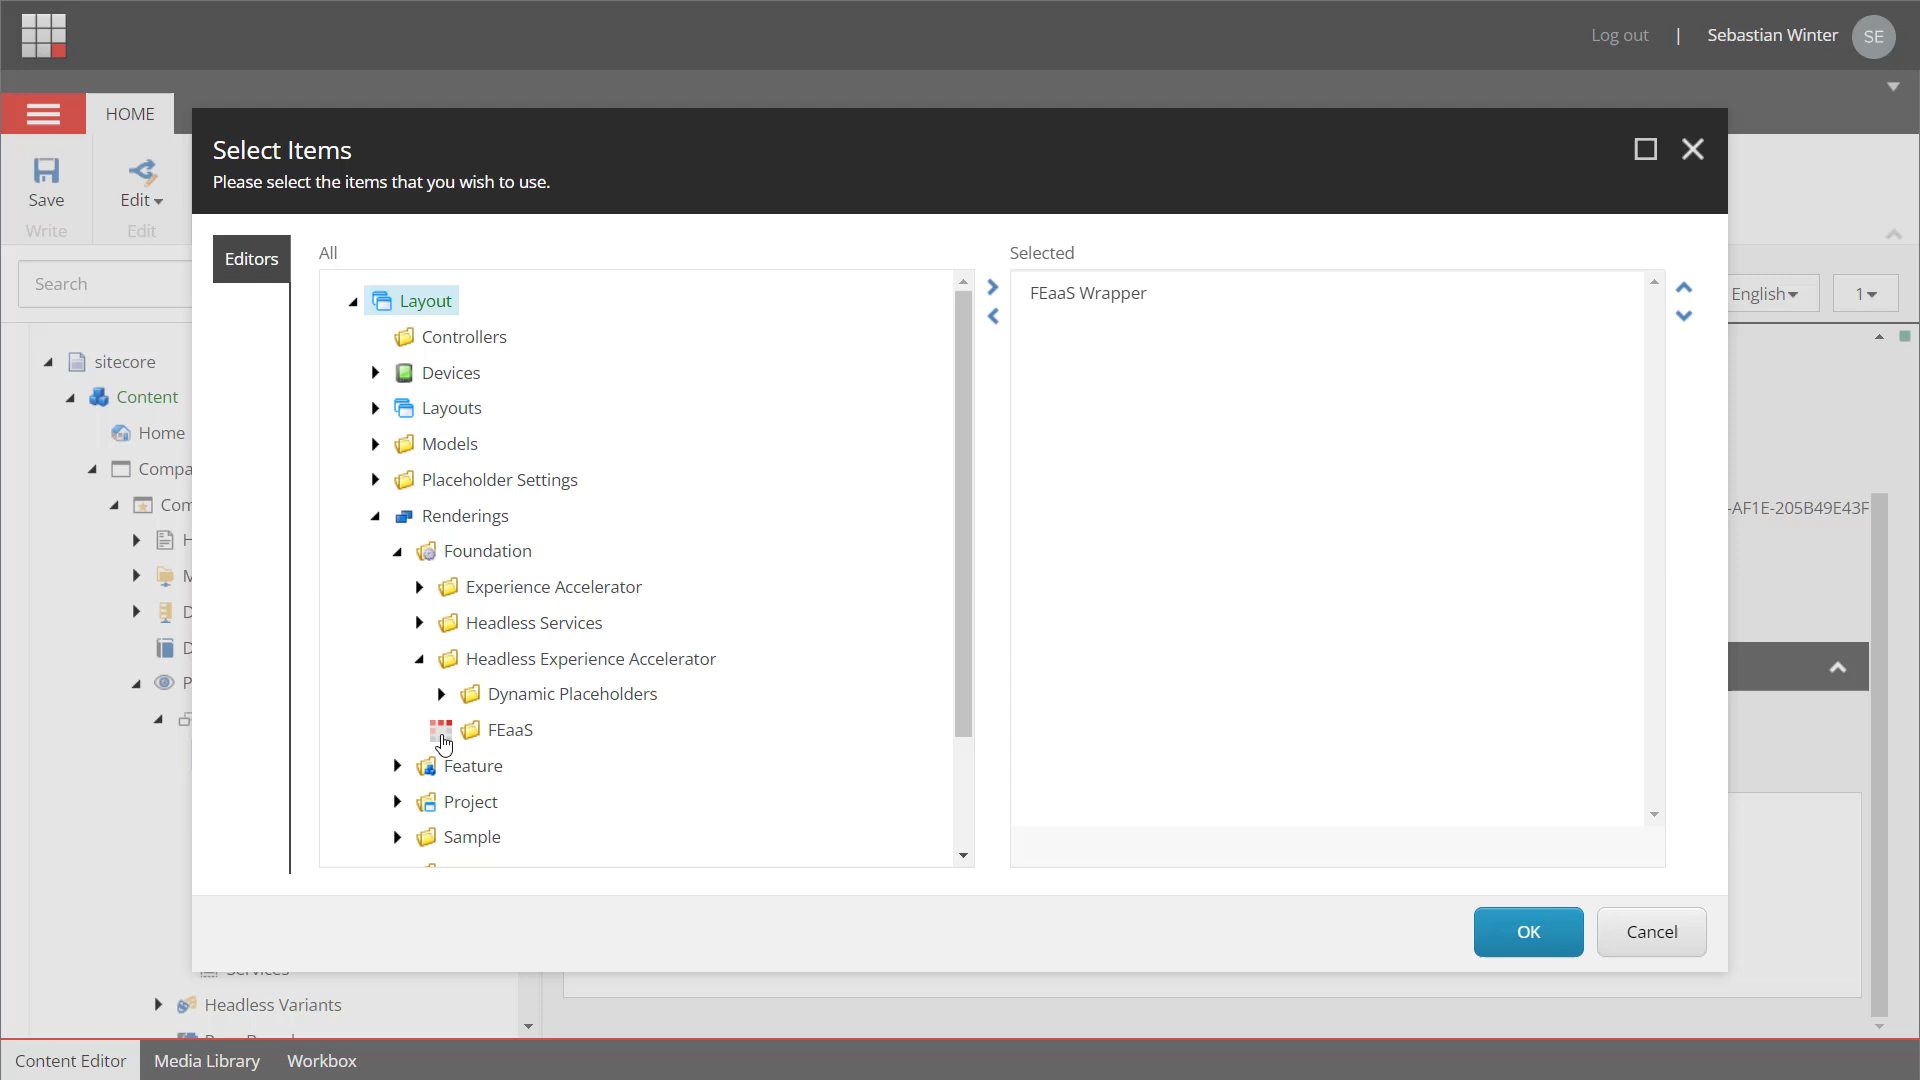 Log out | Sebastian Winter SE
HOME
Save
Edit
Write
Edit
Search
sitecore
Content
Home
Compa
Com
H
M
D
D
P
Services
Headless Variants
Select Items
Please select the items that you wish to use.
Editors
All
Layout
Controllers
Devices
Layouts
Models
Placeholder Settings
Renderings
Foundation
Experience Accelerator
Headless Services
Headless Experience Accelerator
Dynamic Placeholders
FEaaS
Feature
Project
Sample
Selected
FEaaS Wrapper
OK
Cancel
English
1
-AF1E-205B49E43F
Content Editor
Media Library
Workbox